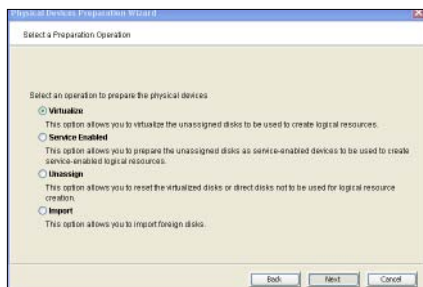 Physical Devices Preparation Wizard
Select a Preparation Operation
Select an operation to prepare the physical devices
Virtualize
This option allows you to virtualize the unassigned disks to be used to create logical resources.
Service Enabled
This option allows you to prepare the unassigned disks as service-enabled devices to be used to create
service-enabled logical resources.
Unassign
This option allows you to reset the virtualized disks or direct disks not to be used for logical resource
creation.
Import
This option allows you to import foreign disks.
Back Next Cancel